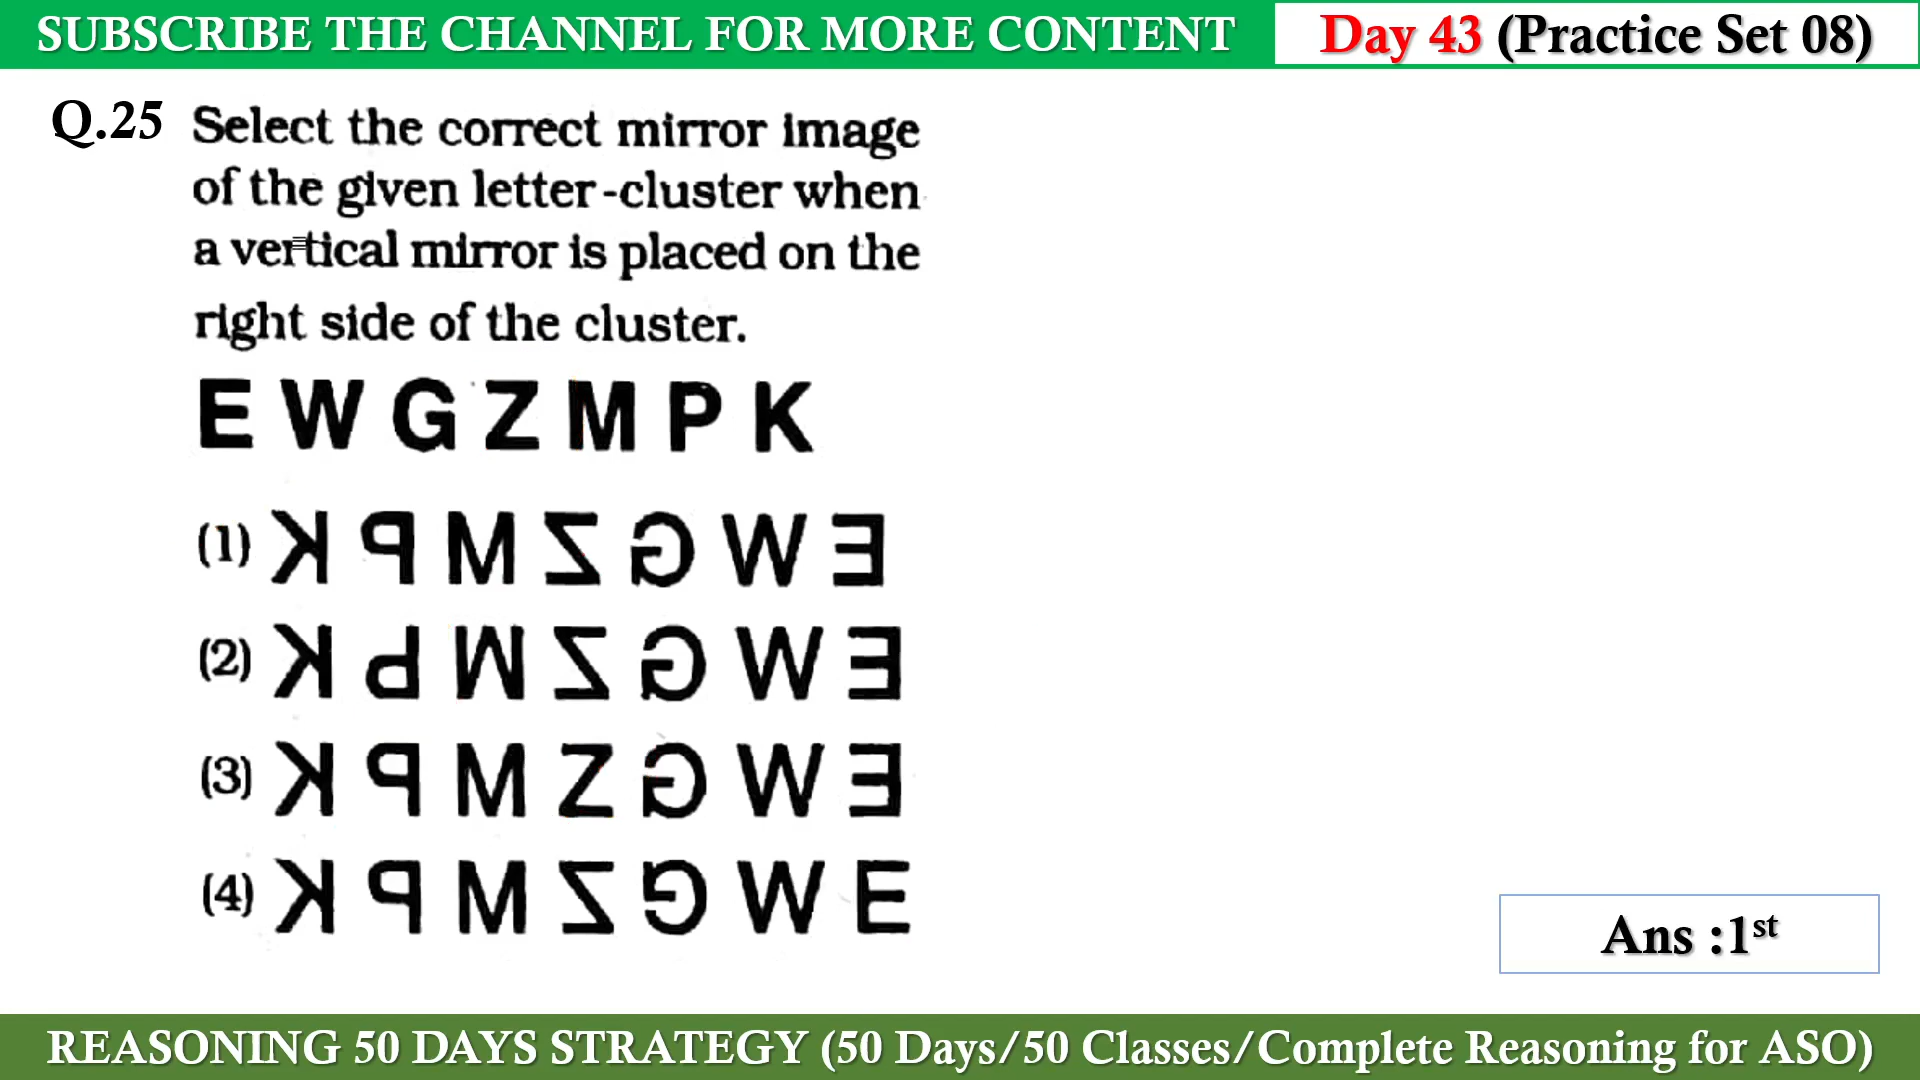 SUBSCRIBE THE CHANNEL FOR MORE CONTENT
Day 43 (Practice Set 08)
Q.25 Select the correct mirror image
of the given letter-cluster when
a vertical mirror is placed on the
right side of the cluster.
E W G Z M P K
(1) K P M Z G W E
(2) K P M Z G W E
(3) K P M Z G W E
(4) K P M Z G W E
Ans :1st
REASONING 50 DAYS STRATEGY (50 Days/50 Classes/Complete Reasoning for ASO)